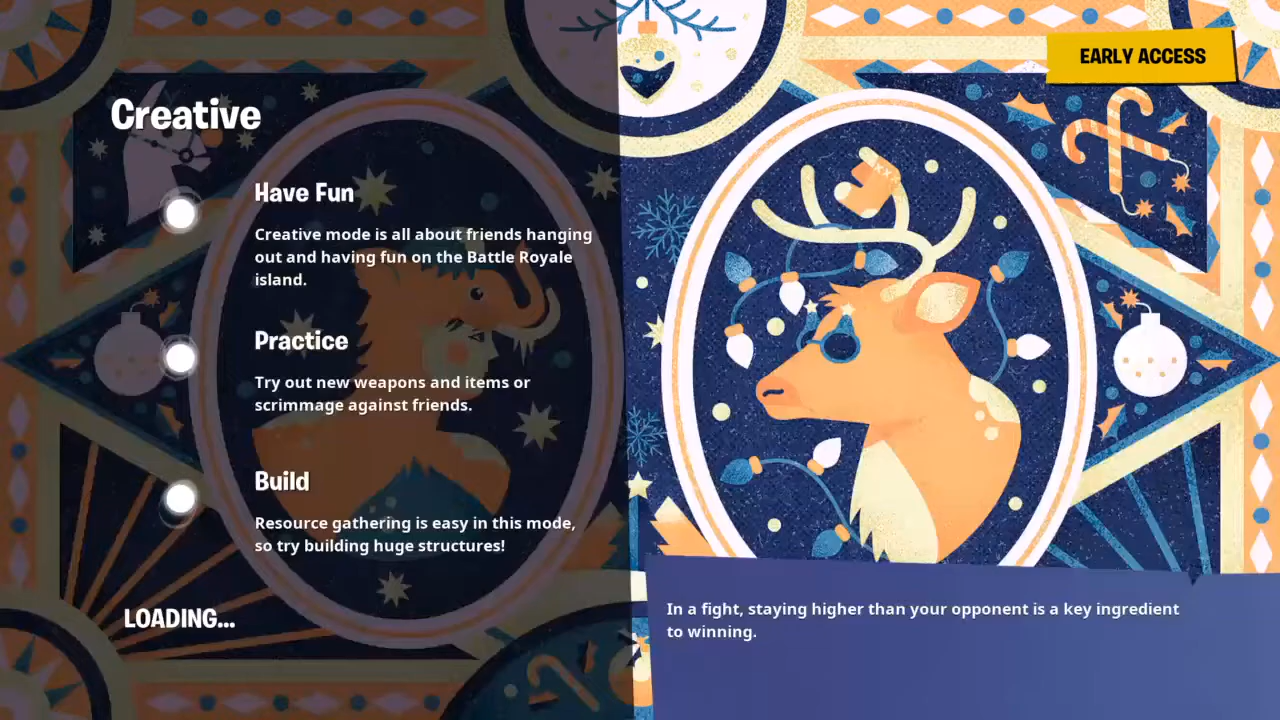 EARLY ACCESS
Creative
Have Fun
Creative mode is all about friends hanging
out and having fun on the Battle Royale
island.
Practice
Try out new weapons and items or
scrimmage against friends.
Build
Resource gathering is easy in this mode,
so try building huge structures!
LOADING...
In a fight, staying higher than your opponent is a key ingredient
to winning.